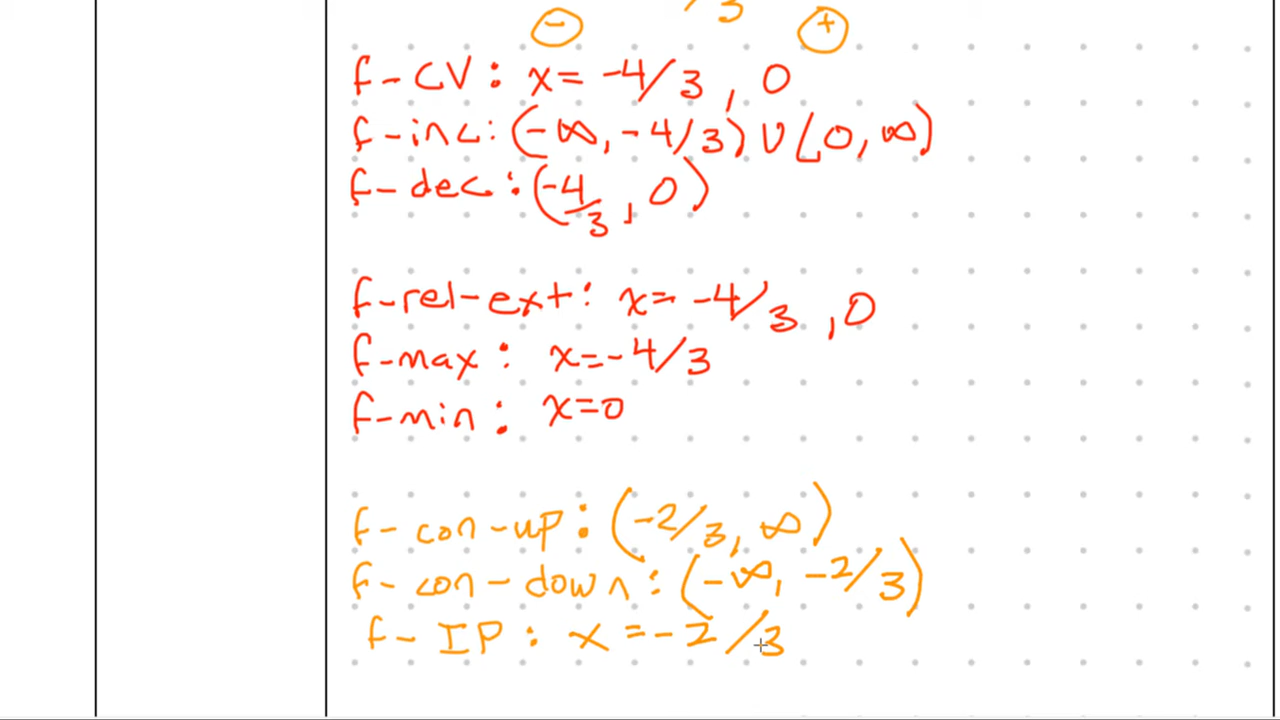 /3
- +
f-CV: x= -4/3, 0
f-inc: (-∞, -4/3) ∪ (0, ∞)
f-dec: (-4/3, 0)
f-rel-ext: x= -4/3, 0
f-max: x=-4/3
f-min: x=0
f-con-up: (-2/3, ∞)
f-con-down: (-∞, -2/3)
f-IP: x=-2/3